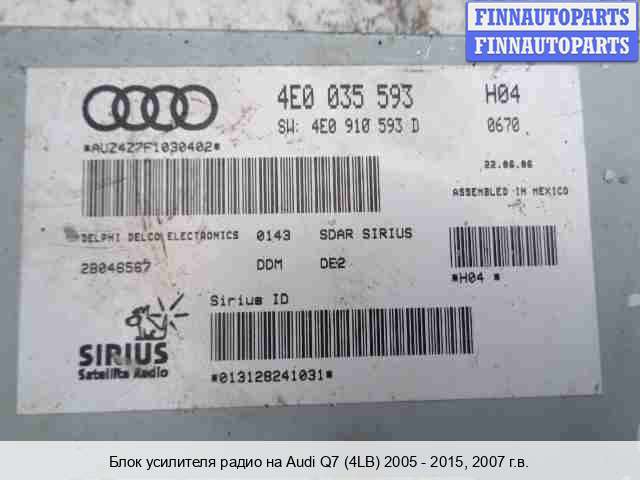 FINNAUTOPARTS
FINNAUTOPARTS
4E0 035 593 H04
SW: 4E0 910 593 D 0670
*AUZ4Z7F1030402*
22.06.06
ASSEMBLED IN MEXICO
DELPHI DELCO ELECTRONICS 0143 SDAR SIRIUS
28046567 DDM DE2
*H04 *
Sirius ID
SIRIUS
Satellite Radio
*013128241031*
Блок усилителя радио на Audi Q7 (4LB) 2005 - 2015, 2007 г.в.